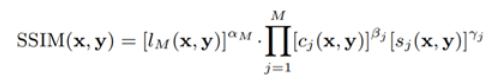 SSIM(x, y) = [l_M(x, y)]^{α_M} · ∏_{j=1}^{M} [c_j(x, y)]^{β_j} [s_j(x, y)]^{γ_j}